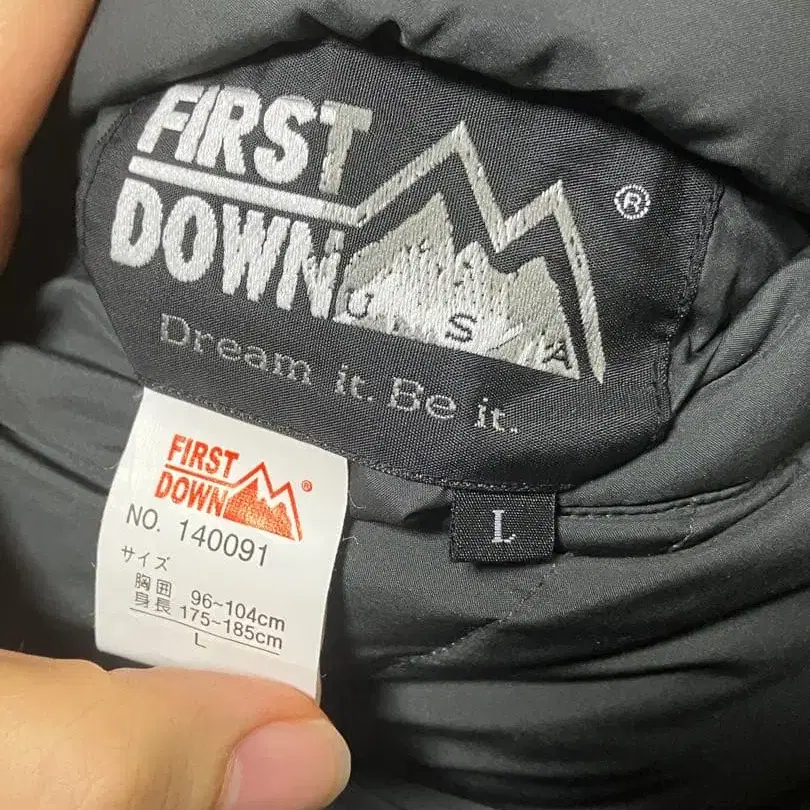 FIRST
DOWN
®
U S A
Dream it. Be it.
FIRST
DOWN
®
NO. 140091
サイズ
胸囲 96~104cm
身長 175~185cm
L
L